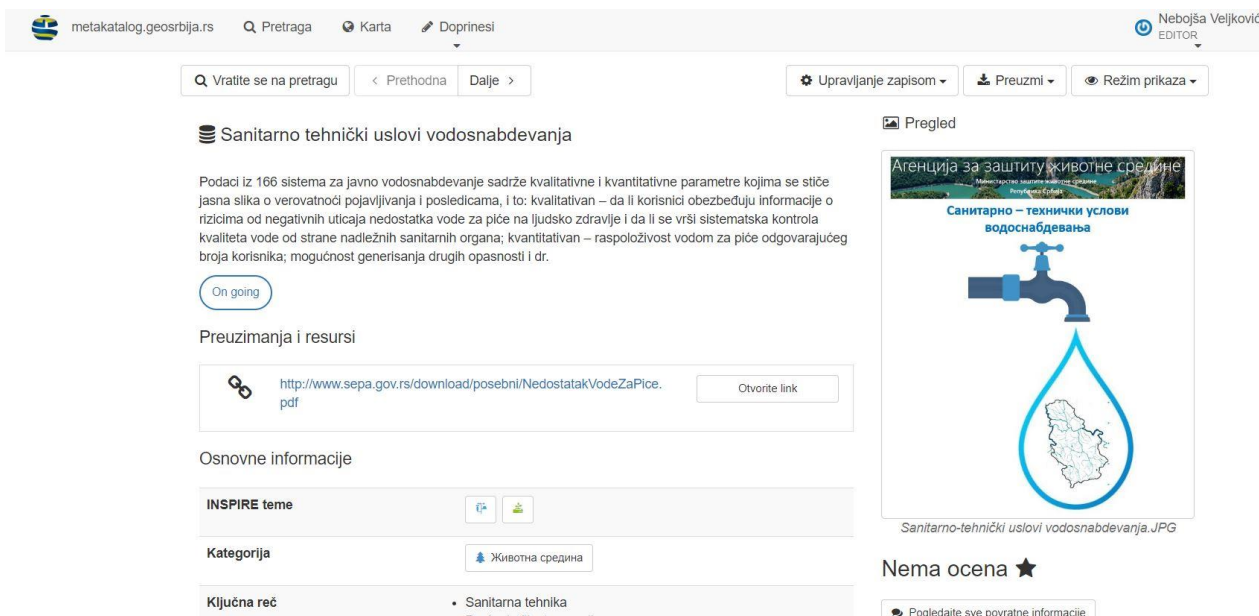 metakatalog.geosrbija.rs Pretraga Karta Doprinesi
Nebojša Veljković
EDITOR
Vratite se na pretragu < Prethodna Dalje > Upravljanje zapisom Preuzmi Režim prikaza
Sanitarno tehnički uslovi vodosnabdevanja
Podaci iz 166 sistema za javno vodosnabdevanje sadrže kvalitativne i kvantitativne parametre kojima se stiče
jasna slika o verovatnoći pojavljivanja i posledicama, i to: kvalitativan – da li korisnici obezbeđuju informacije o
rizicima od negativnih uticaja nedostatka vode za piće na ljudsko zdravlje i da li se vrši sistematska kontrola
kvaliteta vode od strane nadležnih sanitarnih organa; kvantitativan – raspoloživost vodom za piće odgovarajućeg
broja korisnika; mogućnost generisanja drugih opasnosti i dr.
On going
Preuzimanja i resursi
http://www.sepa.gov.rs/download/posebni/NedostatakVodeZaPice.
pdf
Otvorite link
Osnovne informacije
INSPIRE teme
Kategorija Животна средина
Ključna reč • Sanitarna tehnika
Pregled
Агенција за заштиту животне средине
Министарство заштите животне средине
Република Србија
Санитарно – технички услови
водоснабдевања
Sanitarno-tehnički uslovi vodosnabdevanja.JPG
Nema ocena
Pogledajte sve povratne informacije